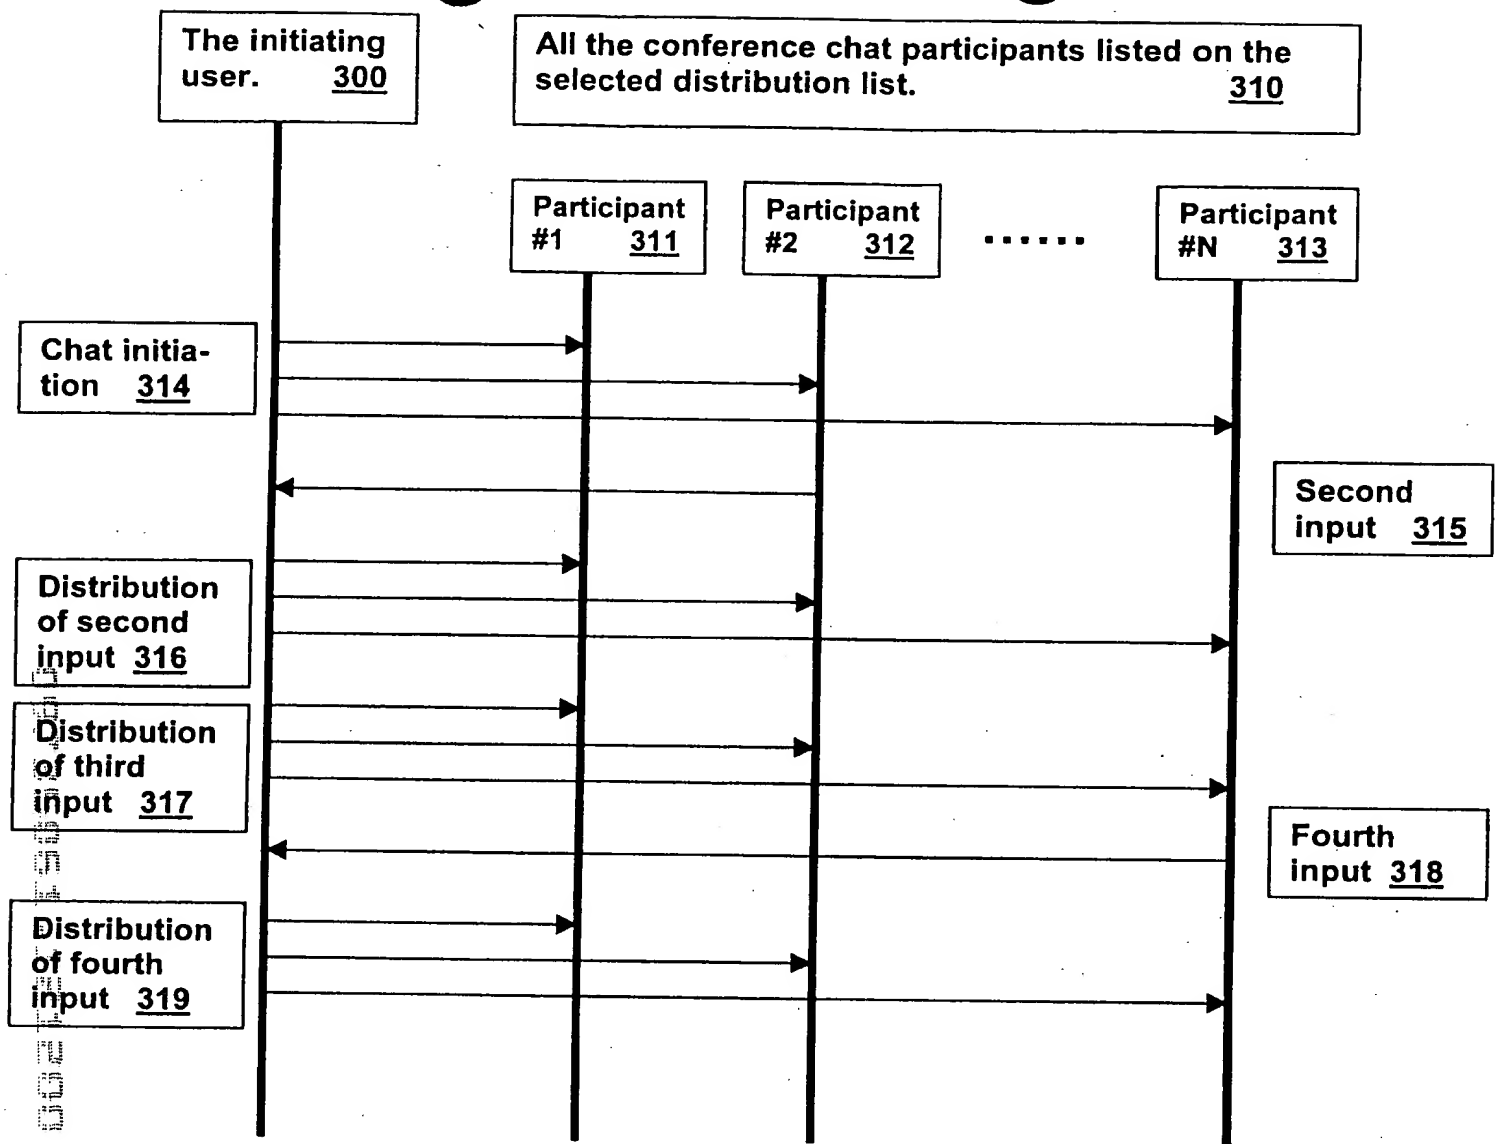 The initiating
user. 300
All the conference chat participants listed on the
selected distribution list. 310
Participant
#1 311
Participant
#2 312
......
Participant
#N 313
Chat initia-
tion 314
Second
input 315
Distribution
of second
input 316
Distribution
of third
input 317
Fourth
input 318
Distribution
of fourth
input 319